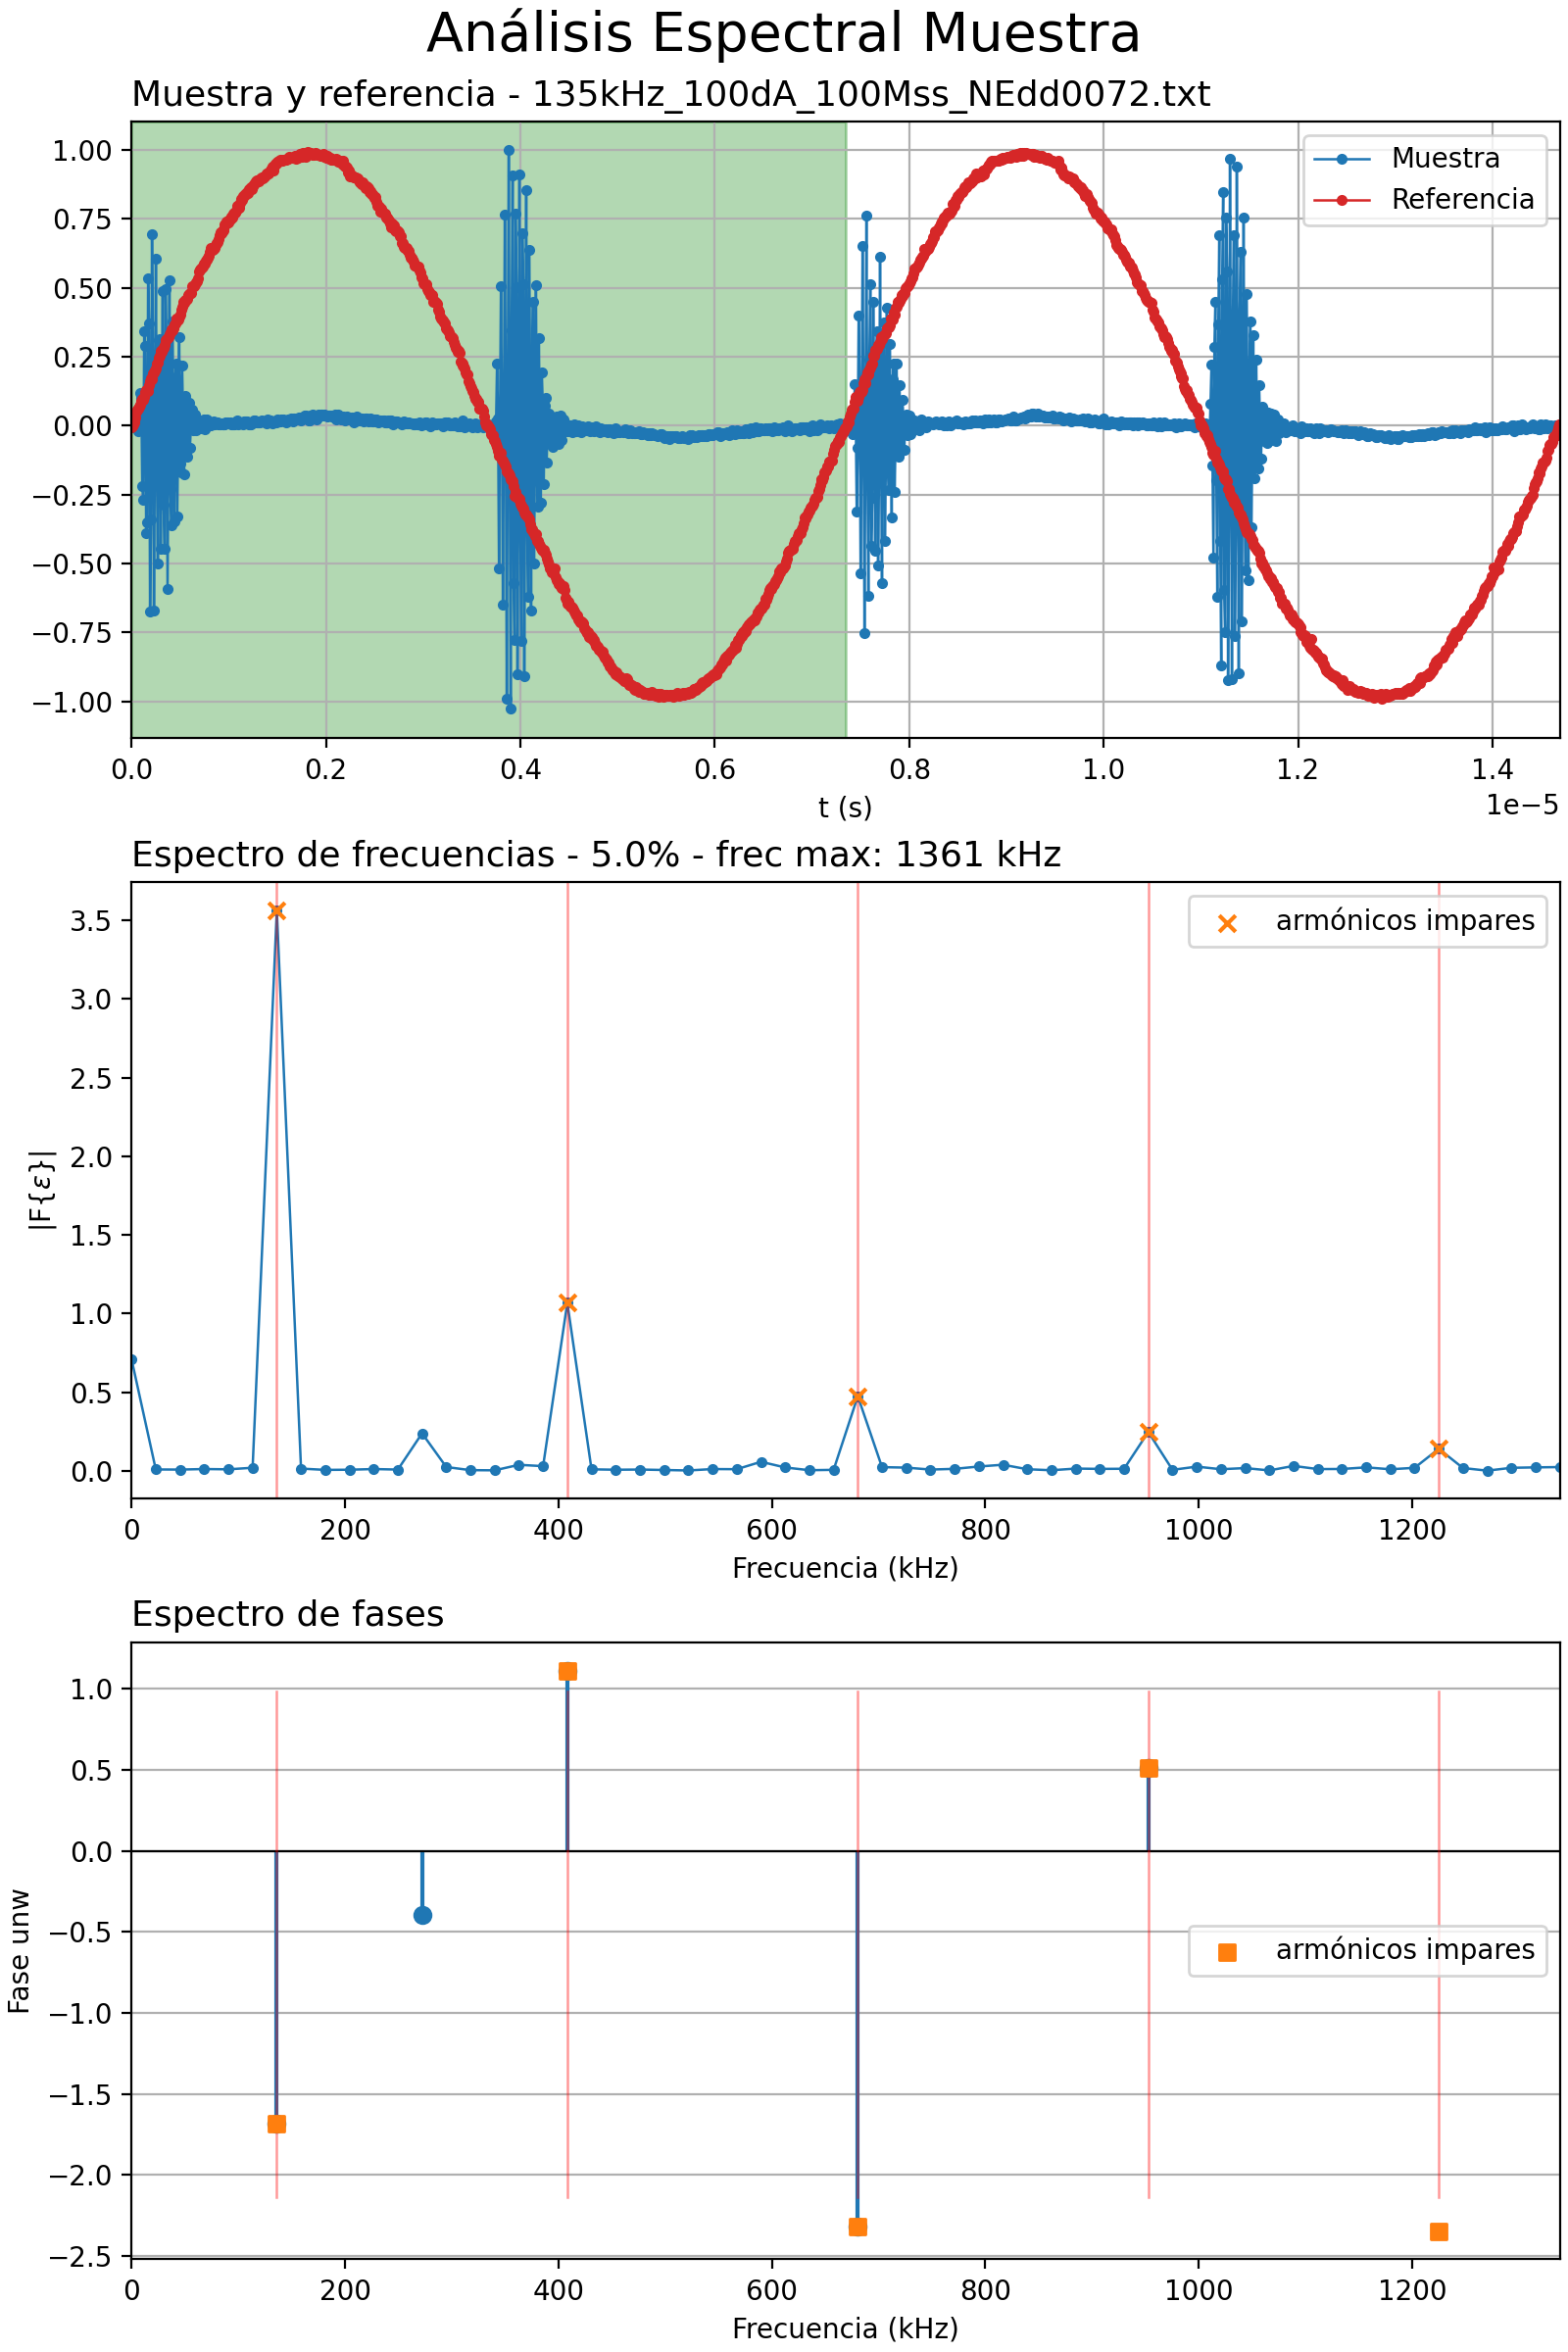 Análisis Espectral Muestra
Muestra y referencia - 135kHz_100dA_100Mss_NEdd0072.txt
1.00
0.75
0.50
0.25
0.00
−0.25
−0.50
−0.75
−1.00
Muestra
Referencia
0.0 0.2 0.4 0.6 0.8 1.0 1.2 1.4
1e−5
t (s)
Espectro de frecuencias - 5.0% - frec max: 1361 kHz
3.5
3.0
2.5
2.0
1.5
1.0
0.5
0.0
|F{ε}|
armónicos impares
0 200 400 600 800 1000 1200
Frecuencia (kHz)
Espectro de fases
1.0
0.5
0.0
−0.5
−1.0
−1.5
−2.0
−2.5
Fase unw
armónicos impares
0 200 400 600 800 1000 1200
Frecuencia (kHz)